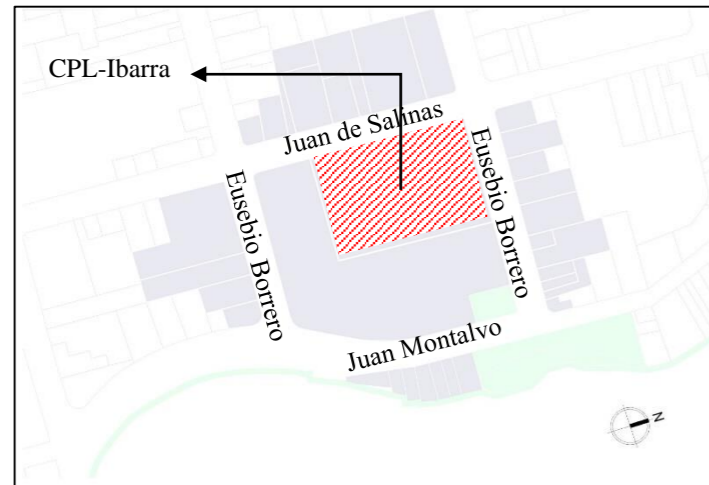 CPL-Ibarra
Juan de Salinas
Eusebio Borrero
Eusebio Borrero
Juan Montalvo
N